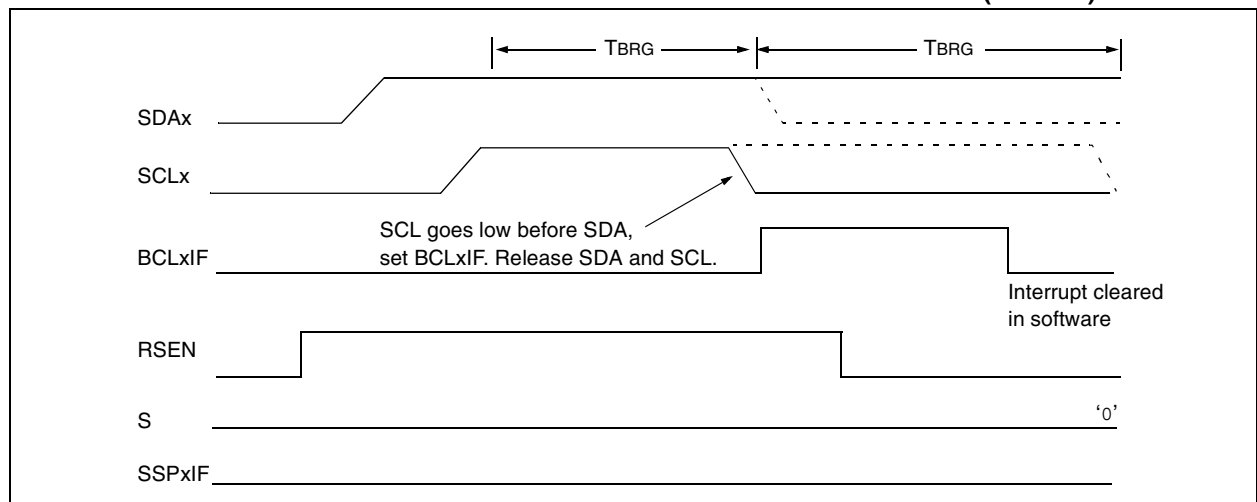 TBRG TBRG
SDAx
SCLx
SCL goes low before SDA,
set BCLxIF. Release SDA and SCL.
BCLxIF
Interrupt cleared
in software
RSEN
S
‘0’
SSPxIF